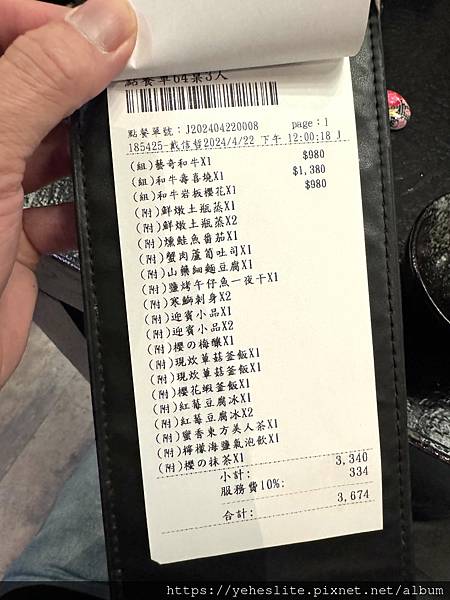 點餐單04桌3人
點餐單號：J202404220008 page：1
185425-戴信哲2024/4/22 下午 12:00:18 J
(組)藝奇和牛X1 $980
(組)和牛壽喜燒X1 $1,380
(組)和牛岩板櫻花X1 $980
(附)鮮燉土瓶蒸X1
(附)鮮燉土瓶蒸X2
(附)燻鮭魚番茄X1
(附)蟹肉蘆筍吐司X1
(附)山藥細麵豆腐X1
(附)鹽烤午仔魚一夜干X1
(附)寒鰤刺身X2
(附)迎賓小品X1
(附)迎賓小品X2
(附)櫻の梅釀X1
(附)現炊蕈菇釜飯X1
(附)現炊蕈菇釜飯X1
(附)櫻花蝦釜飯X1
(附)紅莓豆腐冰X1
(附)紅莓豆腐冰X2
(附)蜜香東方美人茶X1
(附)檸檬海鹽氣泡飲X1
(附)櫻の抹茶X1
小計: 3,340
服務費10%: 334
合計: 3,674
https://yeheslite.pixnet.net/album